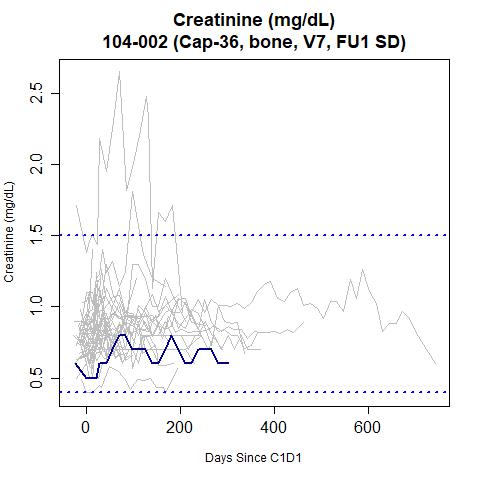 Creatinine (mg/dL)
104-002 (Cap-36, bone, V7, FU1 SD)
Creatinine (mg/dL)
2.5
2.0
1.5
1.0
0.5
0 200 400 600
Days Since C1D1